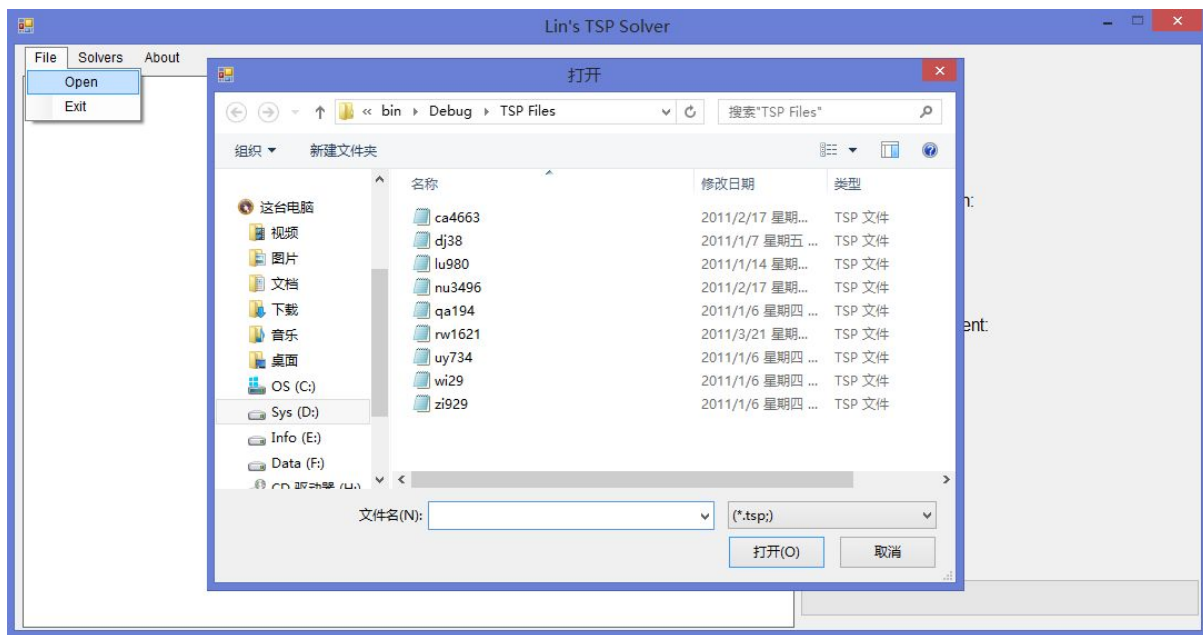 Lin's TSP Solver
File Solvers About
Open
Exit
打开
« bin Debug TSP Files
搜索"TSP Files"
组织 新建文件夹
名称 修改日期 类型
这台电脑
视频
图片
文档
下载
音乐
桌面
OS (C:)
Sys (D:)
Info (E:)
Data (F:)
CD 驱动器 (H:)
ca4663 2011/2/17 星期... TSP 文件
dj38 2011/1/7 星期五 ... TSP 文件
lu980 2011/1/14 星期... TSP 文件
nu3496 2011/2/17 星期... TSP 文件
qa194 2011/1/6 星期四 ... TSP 文件
rw1621 2011/3/21 星期... TSP 文件
uy734 2011/1/6 星期四 ... TSP 文件
wi29 2011/1/6 星期四 ... TSP 文件
zi929 2011/1/6 星期四 ... TSP 文件
n:
ent:
文件名(N): (*.tsp;)
打开(O) 取消